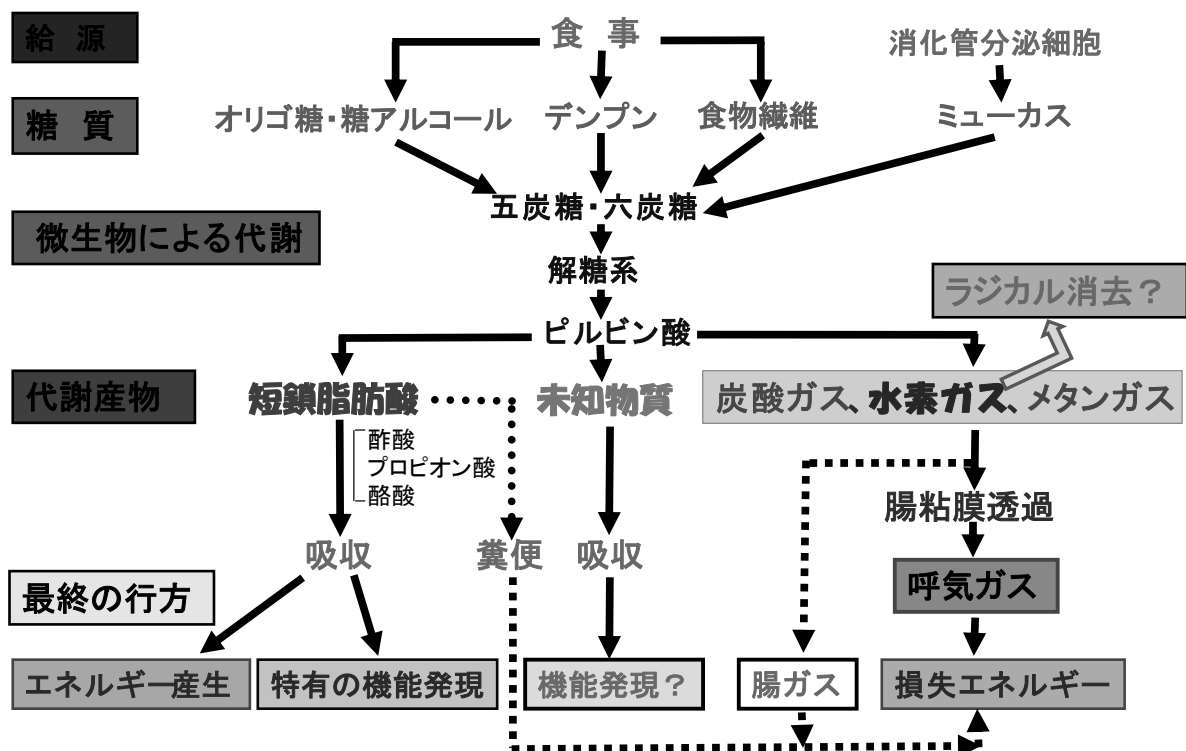 給 源
食 事
消化管分泌細胞
糖 質
オリゴ糖・糖アルコール
デンプン
食物繊維
ミューカス
五炭糖・六炭糖
微生物による代謝
解糖系
ラジカル消去？
ピルビン酸
代謝産物
短鎖脂肪酸
未知物質
炭酸ガス、水素ガス、メタンガス
酢酸
プロピオン酸
酪酸
腸粘膜透過
吸収
糞便
吸収
呼気ガス
最終の行方
エネルギー産生
特有の機能発現
機能発現？
腸ガス
損失エネルギー